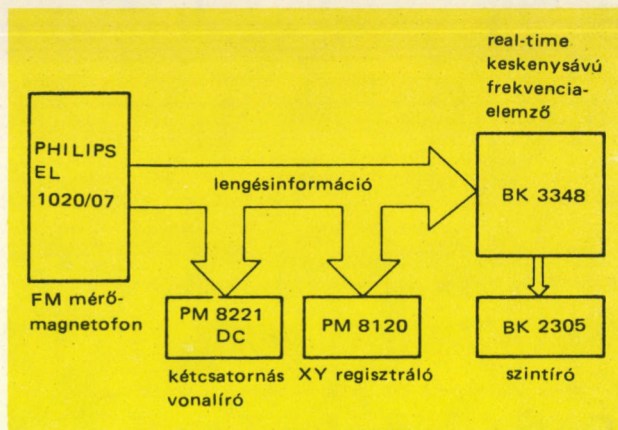 real-time
keskenysávú
frekvencia-
elemző
PHILIPS
EL
1020/07
lengésinformáció
BK 3348
FM mérő-
magnetofon
PM 8221
DC
PM 8120
BK 2305
kétcsatornás
vonalíró
XY regisztráló
szintíró